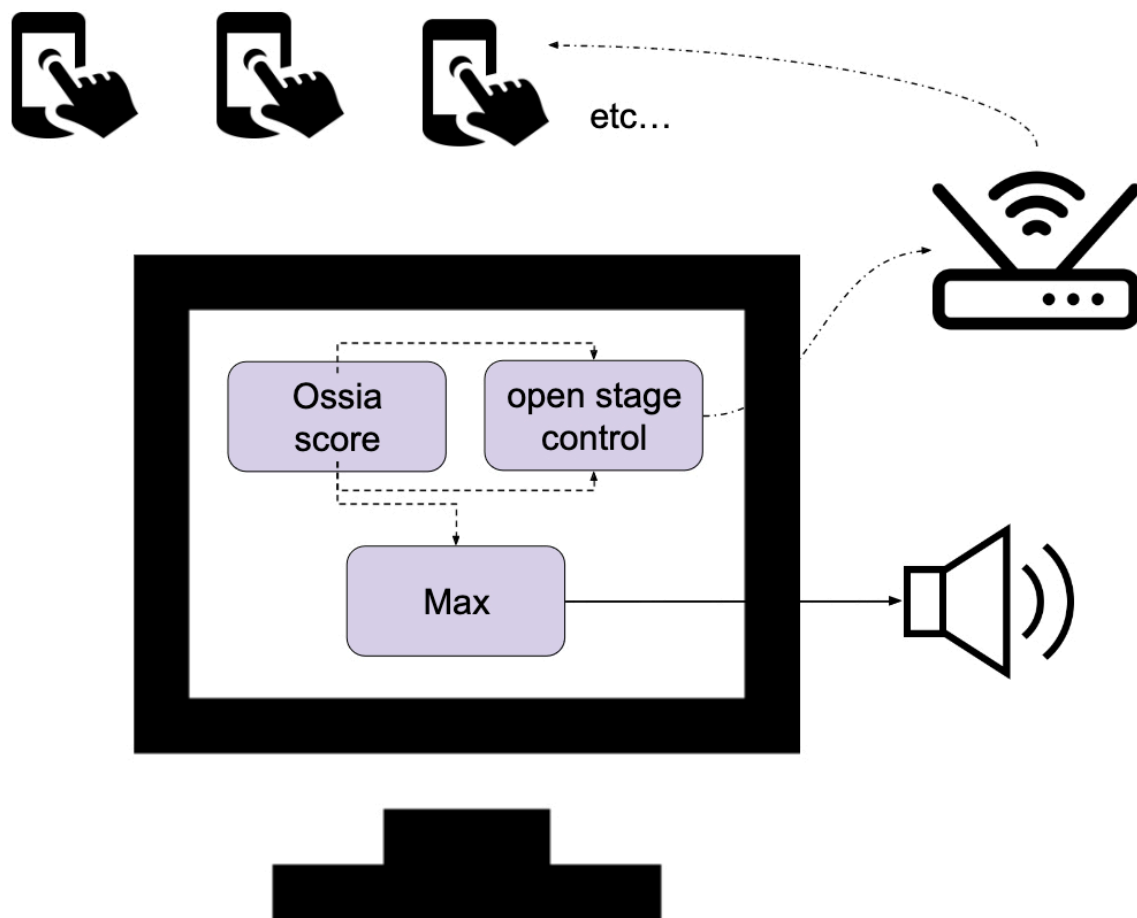 etc...
Ossia
score
open stage
control
Max